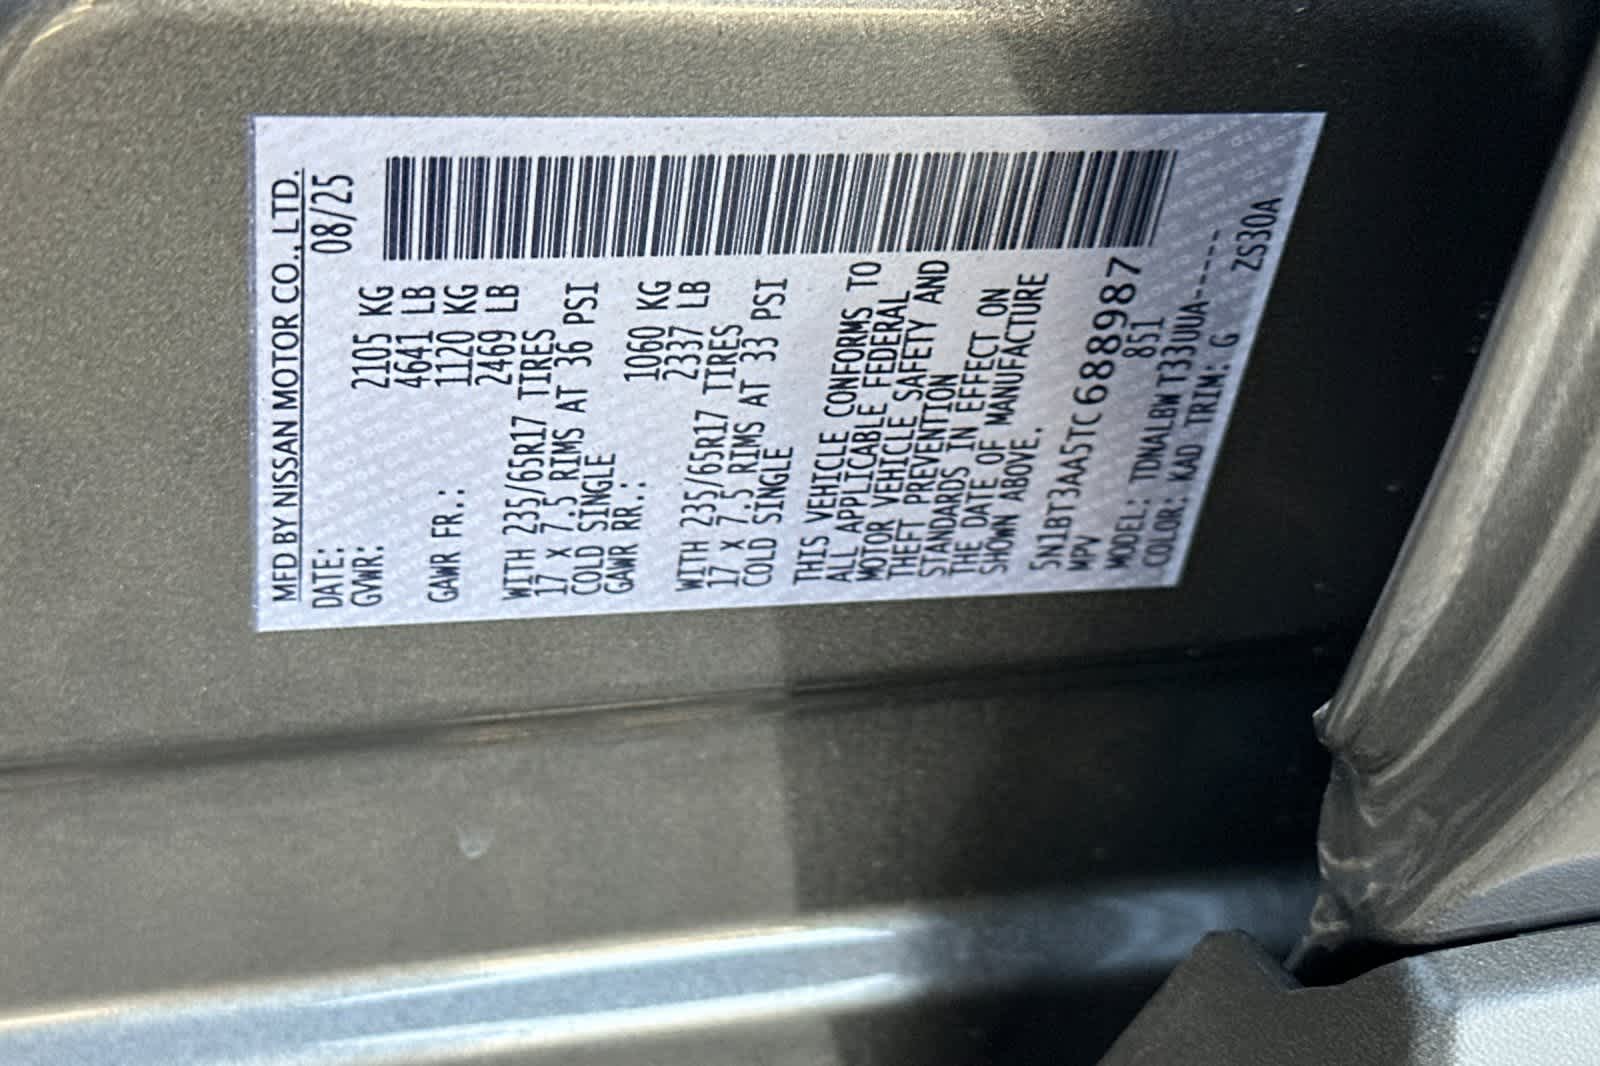 MFD BY NISSAN MOTOR CO., LTD.
DATE: 08/25
GVWR: 2105 KG
4641 LB
GAWR FR.: 1120 KG
2469 LB
WITH 235/65R17 TIRES
17 X 7.5 RIMS AT 36 PSI
COLD SINGLE
GAWR RR.: 1060 KG
2337 LB
WITH 235/65R17 TIRES
17 X 7.5 RIMS AT 33 PSI
COLD SINGLE
THIS VEHICLE CONFORMS TO
ALL APPLICABLE FEDERAL
MOTOR VEHICLE SAFETY AND
THEFT PREVENTION
STANDARDS IN EFFECT ON
THE DATE OF MANUFACTURE
SHOWN ABOVE.
5N1BT3AA5TC688987
MPV 851
MODEL: TDNALBWT33UUA-----
COLOR: KAD TRIM: G ZS30A